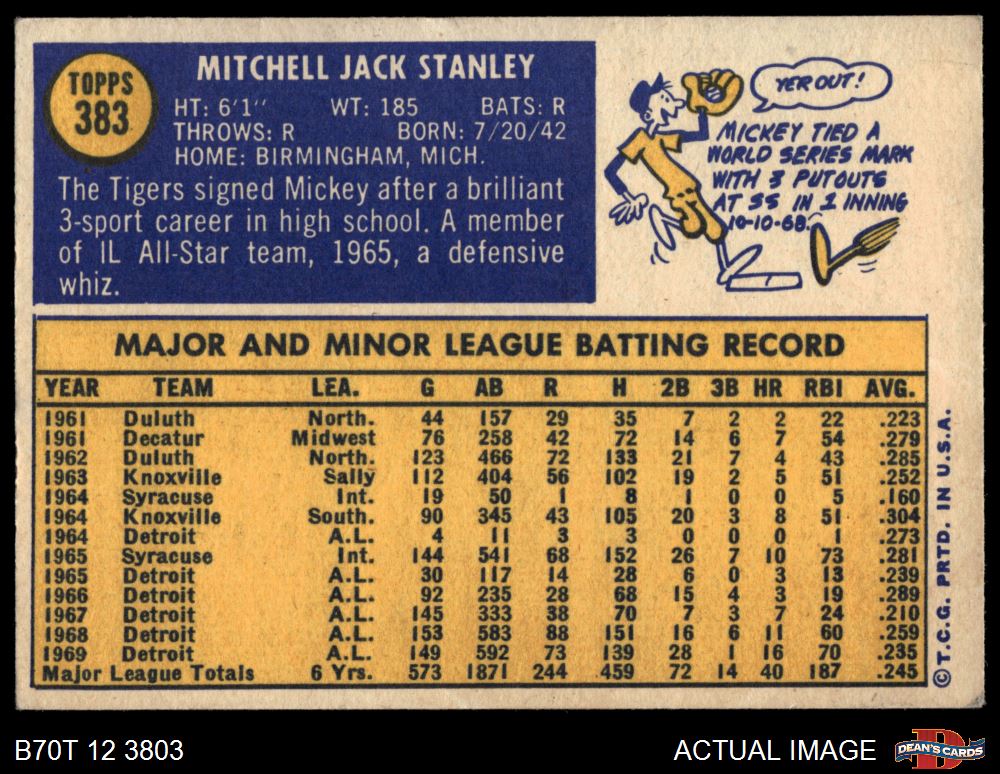 TOPPS
383
MITCHELL JACK STANLEY
HT: 6'1" WT: 185 BATS: R
THROWS: R BORN: 7/20/42
HOME: BIRMINGHAM, MICH.
The Tigers signed Mickey after a brilliant
3-sport career in high school. A member
of IL All-Star team, 1965, a defensive
whiz.
YER OUT!
MICKEY TIED A
WORLD SERIES MARK
WITH 3 PUTOUTS
AT SS IN 1 INNING
10-10-68.
MAJOR AND MINOR LEAGUE BATTING RECORD
YEAR TEAM LEA. G AB R H 2B 3B HR RBI AVG.
1961 Duluth North. 44 157 29 35 7 2 2 22 .223
1961 Decatur Midwest 76 258 42 72 14 6 7 54 .279
1962 Duluth North. 123 466 72 133 21 7 4 43 .285
1963 Knoxville Sally 112 404 56 102 19 2 5 51 .252
1964 Syracuse Int. 19 50 1 8 1 0 0 5 .160
1964 Knoxville South. 90 345 43 105 20 3 8 51 .304
1964 Detroit A.L. 4 11 3 3 0 0 0 1 .273
1965 Syracuse Int. 144 541 68 152 26 7 10 73 .281
1965 Detroit A.L. 30 117 14 28 6 0 3 13 .239
1966 Detroit A.L. 92 235 28 68 15 4 3 19 .289
1967 Detroit A.L. 145 333 38 70 7 3 7 24 .210
1968 Detroit A.L. 153 583 88 151 16 6 11 60 .259
1969 Detroit A.L. 149 592 73 139 28 1 16 70 .235
Major League Totals 6 Yrs. 573 1871 244 459 72 14 40 187 .245
©T.C.G. PRTD. IN U.S.A.
B70T 12 3803
ACTUAL IMAGE
DEAN'S CARDS